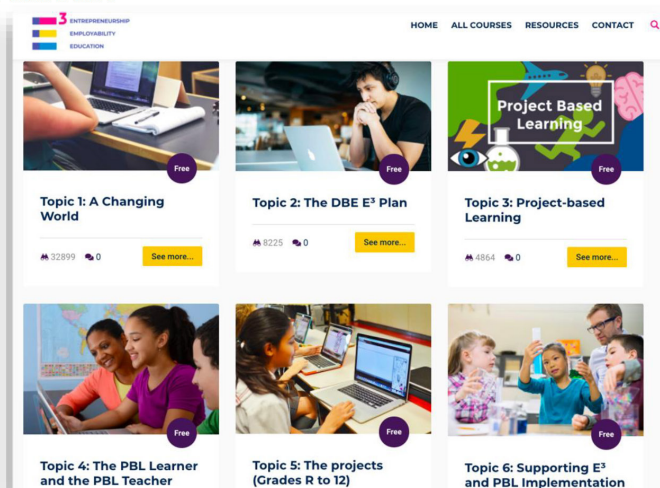 3 ENTREPRENEURSHIP
EMPLOYABILITY
EDUCATION
HOME ALL COURSES RESOURCES CONTACT
Project Based
Learning
Free
Free
Free
Topic 1: A Changing
World
Topic 2: The DBE E³ Plan
Topic 3: Project-based
Learning
32899 0
See more...
8225 0
See more...
4864 0
See more...
Free
Free
Free
Topic 4: The PBL Learner
and the PBL Teacher
Topic 5: The projects
(Grades R to 12)
Topic 6: Supporting E³
and PBL Implementation